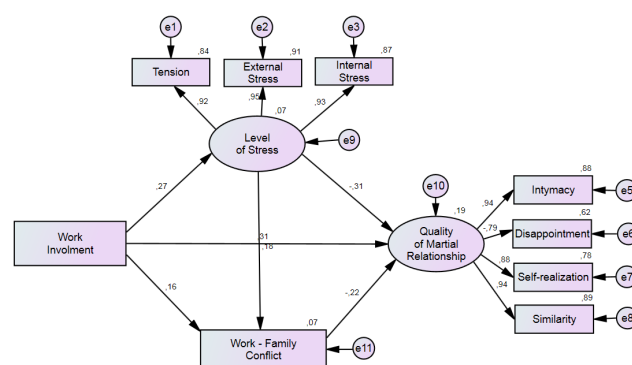 e1
e2
e3
,84
,91
,87
Tension
External
Stress
Internal
Stress
,92
,95
,93
,07
Level
of Stress
e9
,27
-,31
e10
,88
,19
,94
Intymacy
e5
Work
Involment
,31
,18
Quality
of Martial
Relationship
-,79
,62
Disappointment
e6
,88
,78
Self-realization
e7
,16
-,22
,94
,89
Similarity
e8
,07
Work - Family
Conflict
e11